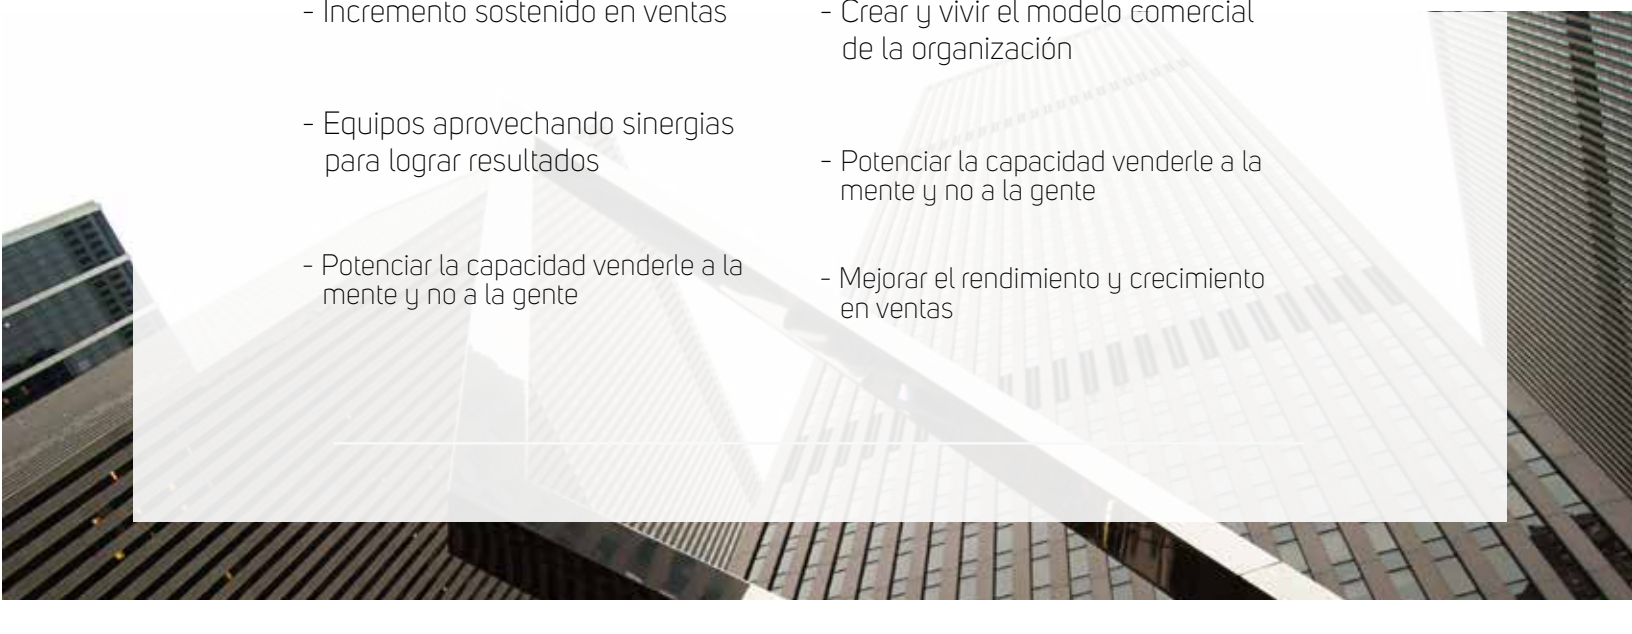 - Incremento sostenido en ventas
- Equipos aprovechando sinergias
para lograr resultados
- Potenciar la capacidad venderle a la
mente y no a la gente
- Crear y vivir el modelo comercial
de la organización
- Potenciar la capacidad venderle a la
mente y no a la gente
- Mejorar el rendimiento y crecimiento
en ventas